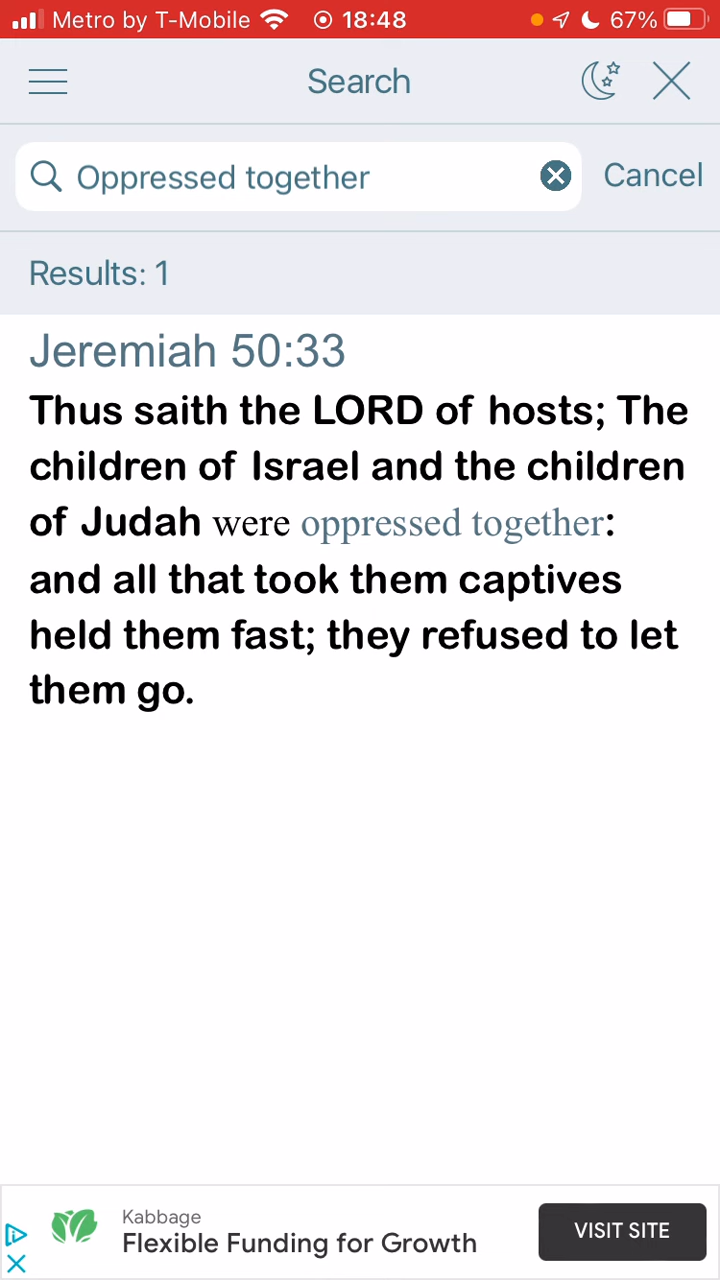 Metro by T-Mobile 18:48 67%
Search
Oppressed together Cancel
Results: 1
Jeremiah 50:33
Thus saith the LORD of hosts; The
children of Israel and the children
of Judah were oppressed together:
and all that took them captives
held them fast; they refused to let
them go.
Kabbage
Flexible Funding for Growth
VISIT SITE